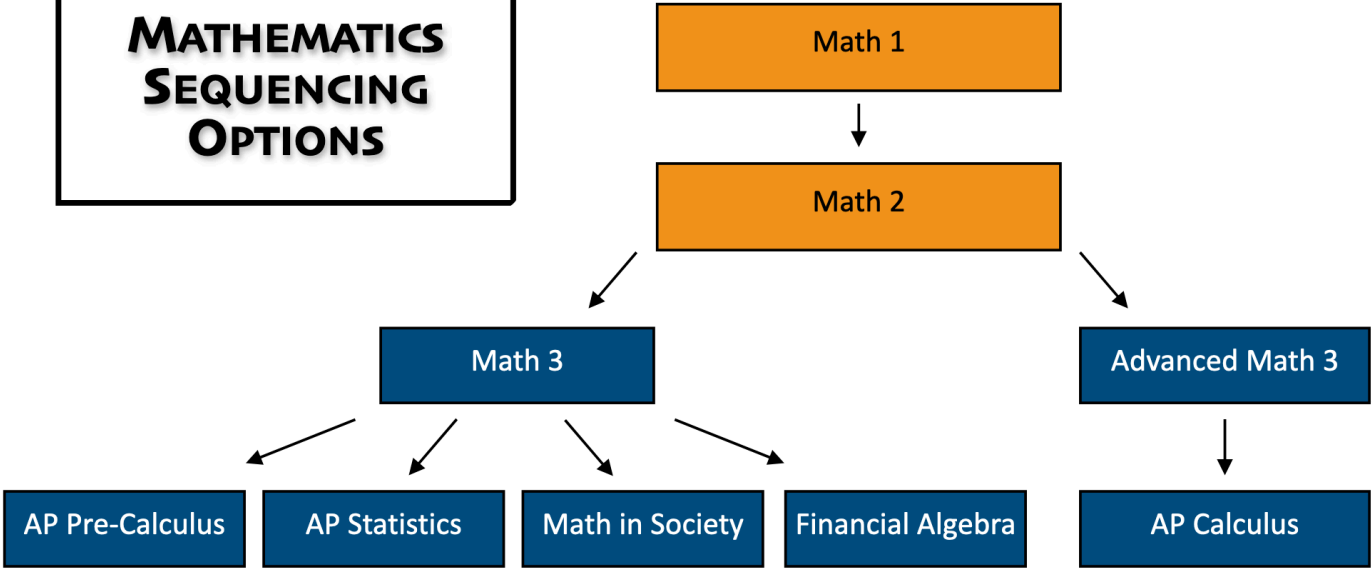 MATHEMATICS
SEQUENCING
OPTIONS
Math 1
Math 2
Math 3
Advanced Math 3
AP Pre-Calculus
AP Statistics
Math in Society
Financial Algebra
AP Calculus